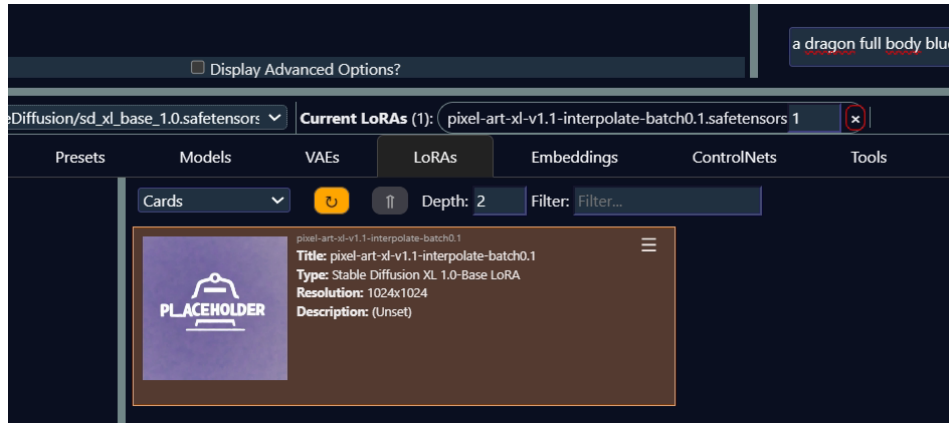 a dragon full body blu
Display Advanced Options?
eDiffusion/sd_xl_base_1.0.safetensors
Current LoRAs (1): pixel-art-xl-v1.1-interpolate-batch0.1.safetensors 1 ×
Presets Models VAEs LoRAs Embeddings ControlNets Tools
Cards ↻ ⇑ Depth: 2 Filter: Filter...
pixel-art-xl-v1.1-interpolate-batch0.1
Title: pixel-art-xl-v1.1-interpolate-batch0.1
Type: Stable Diffusion XL 1.0-Base LoRA
Resolution: 1024x1024
Description: (Unset)
PL_ACEHOLDER